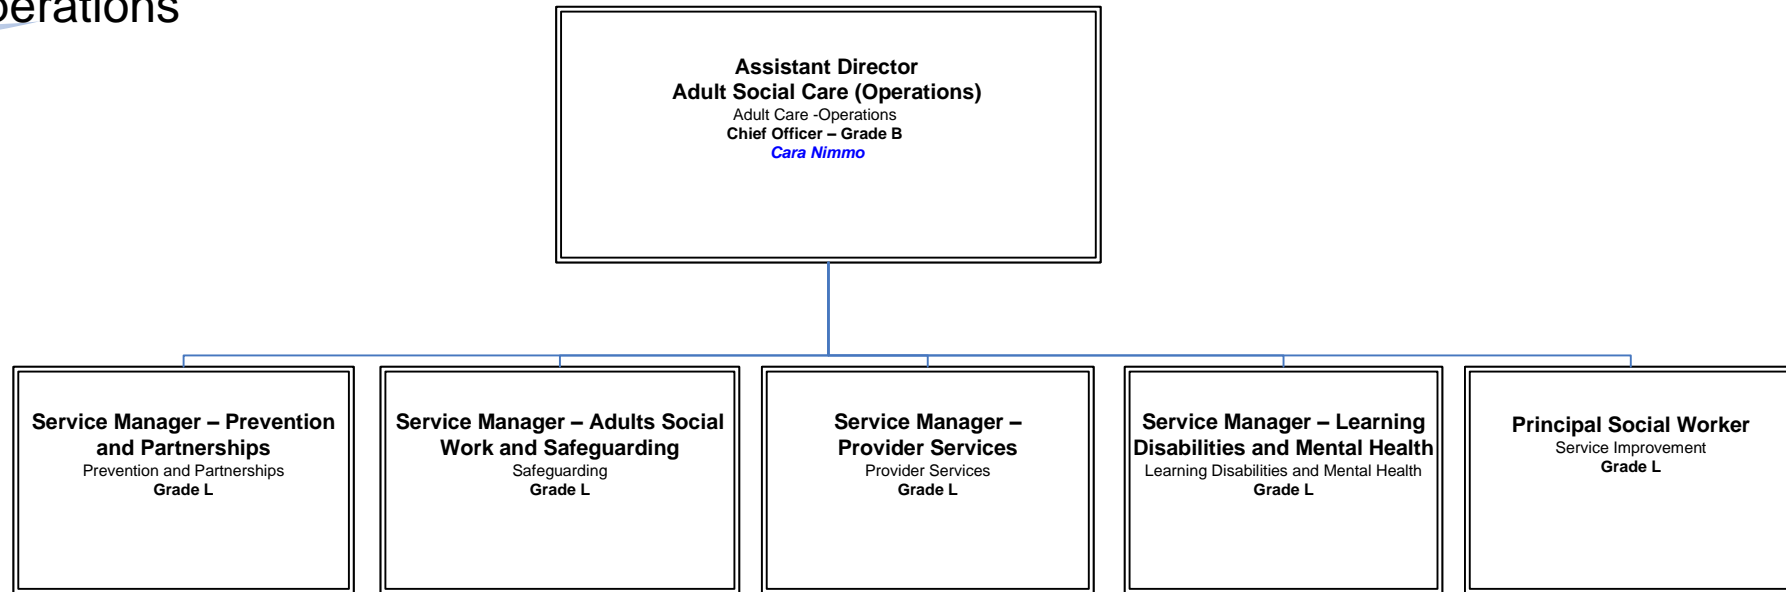 perations
Assistant Director
Adult Social Care (Operations)
Adult Care -Operations
Chief Officer – Grade B
Cara Nimmo
Service Manager – Prevention
and Partnerships
Prevention and Partnerships
Grade L
Service Manager – Adults Social
Work and Safeguarding
Safeguarding
Grade L
Service Manager –
Provider Services
Provider Services
Grade L
Service Manager – Learning
Disabilities and Mental Health
Learning Disabilities and Mental Health
Grade L
Principal Social Worker
Service Improvement
Grade L